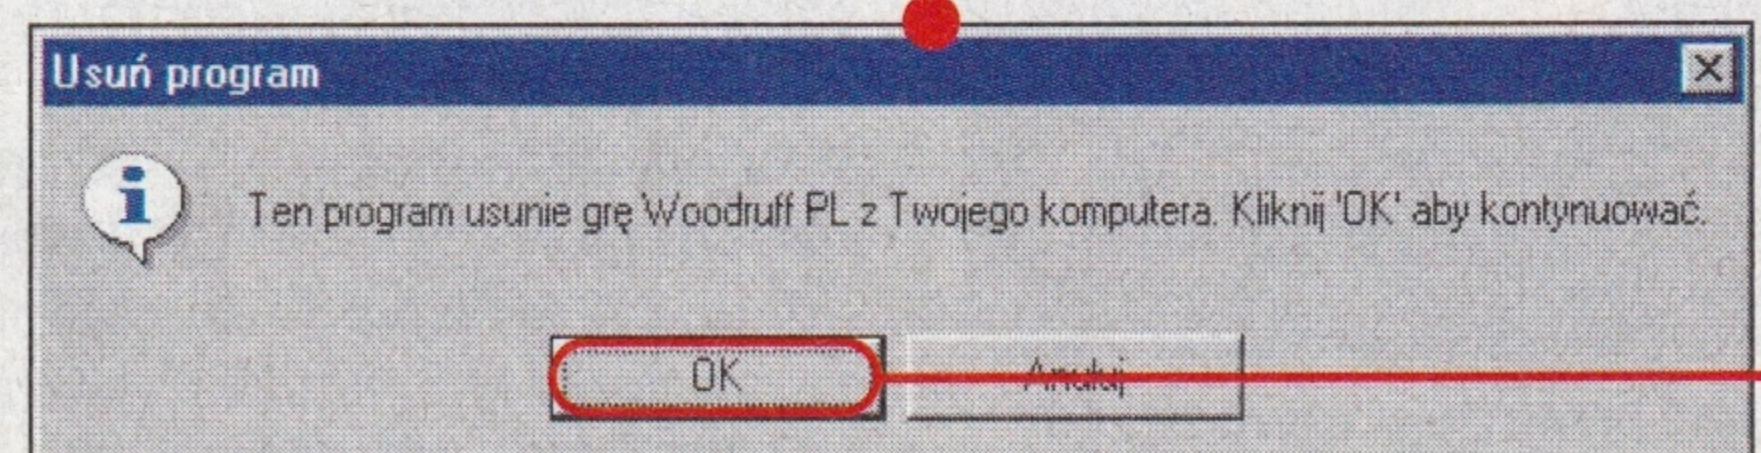 Usuń program
Ten program usunie grę Woodruff PL z Twojego komputera. Kliknij 'OK' aby kontynuować.
OK
Anuluj